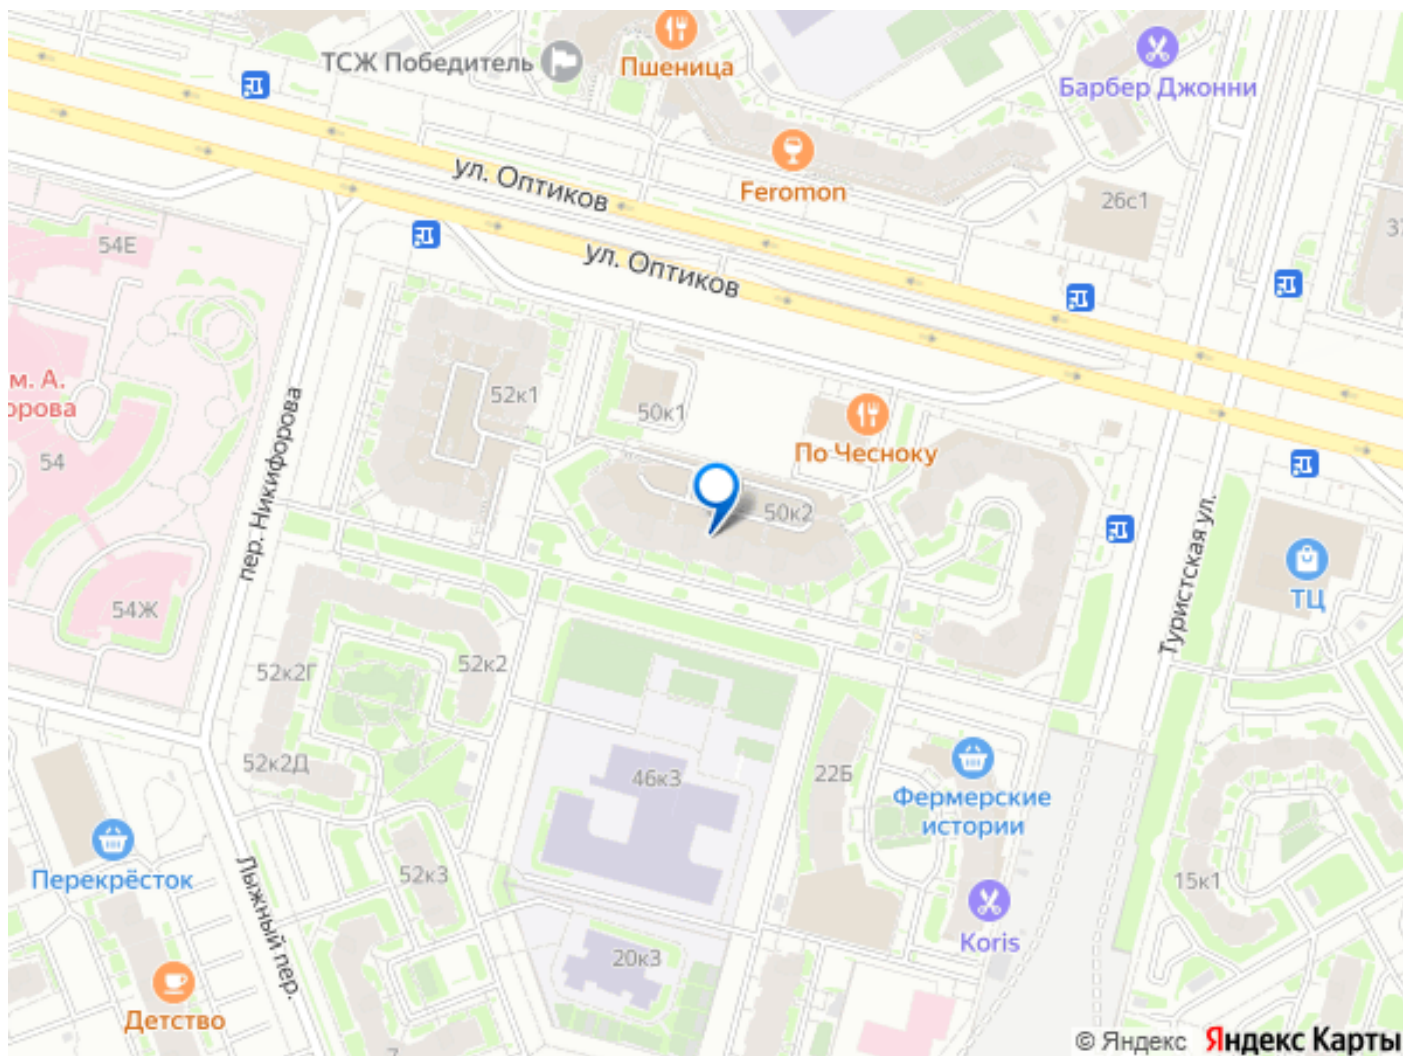 ТСЖ Победитель
Пшеница
Барбер Джонни
ул. Оптиков
Feromon
26с1
54Е
ул. Оптиков
м. А.
орова
52к1
50к1
По Чесноку
54
пер. Никифорова
50к2
Туристская ул.
ТЦ
54Ж
52к2Г
52к2
52к2Д
46к3
22Б
Фермерские
истории
Перекрёсток
Лыжный пер.
52к3
15к1
Koris
20к3
Детство
7
© Яндекс Яндекс Карты